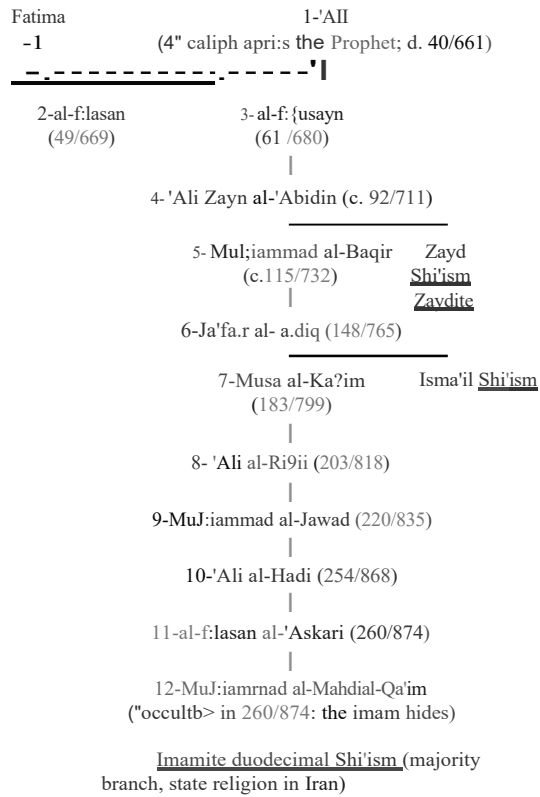 Fatima 1-'AII
-1 (4" caliph apri:s the Prophet; d. 40/661)
2-al-f:lasan 3- al-f:{usayn
(49/669) (61 /680)
4- 'Ali Zayn al-'Abidin (c. 92/711)
5- Mul;iammad al-Baqir Zayd
(c.115/732) Shi'ism
Zaydite
6-Ja'fa.r al- a.diq (148/765)
7-Musa al-Ka?im Isma'il Shi'ism
(183/799)
8- 'Ali al-Ri9ii (203/818)
9-MuJ:iammad al-Jawad (220/835)
10-'Ali al-Hadi (254/868)
11-al-f:lasan al-'Askari (260/874)
12-MuJ:iamrnad al-Mahdial-Qa'im
("occultb> in 260/874: the imam hides)
Imamite duodecimal Shi'ism (majority
branch, state religion in Iran)